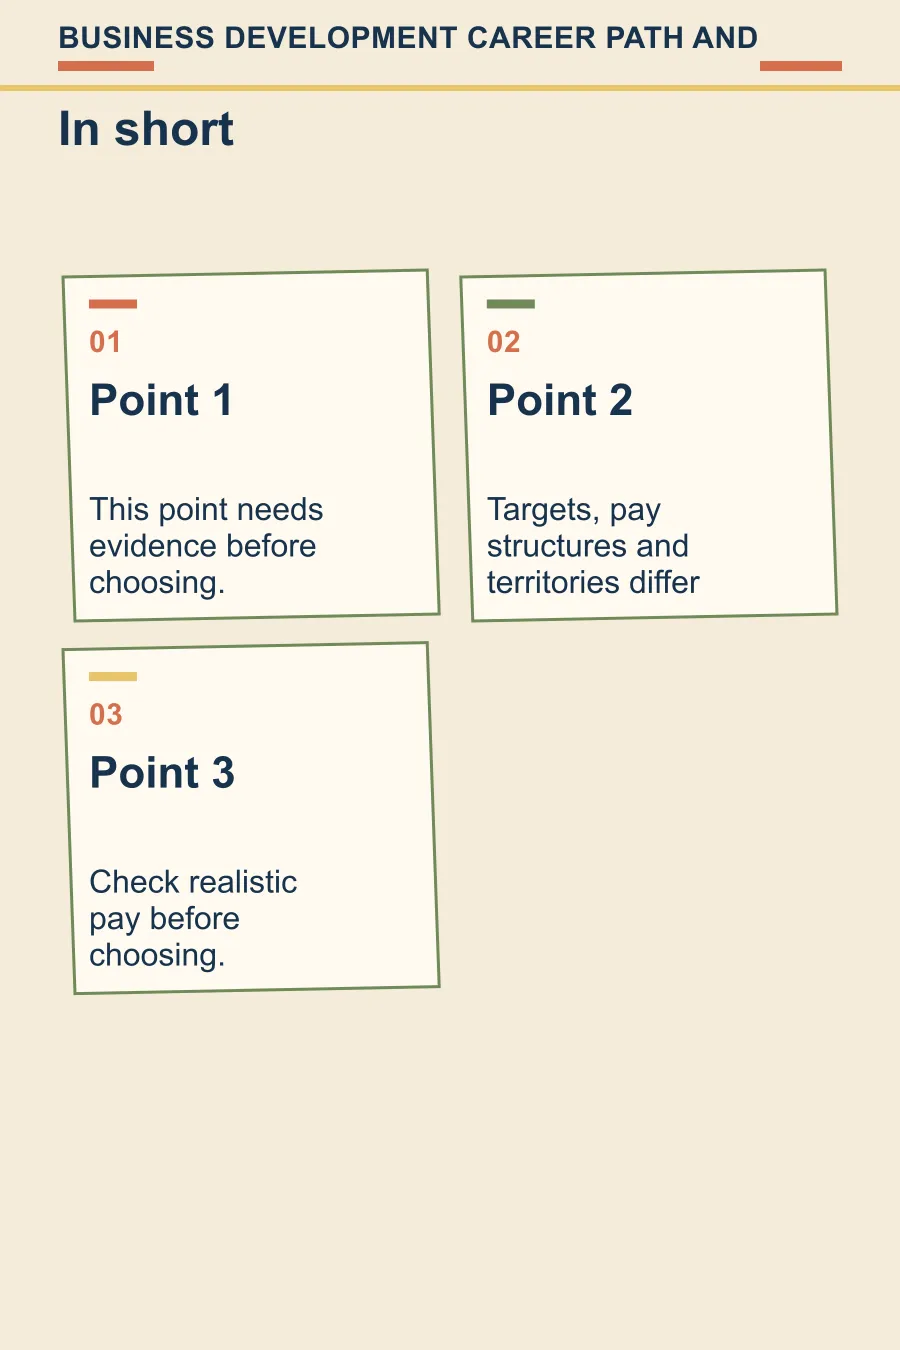 BUSINESS DEVELOPMENT CAREER PATH AND
In short
01
Point 1
This point needs
evidence before
choosing.
02
Point 2
Targets, pay
structures and
territories differ
03
Point 3
Check realistic
pay before
choosing.